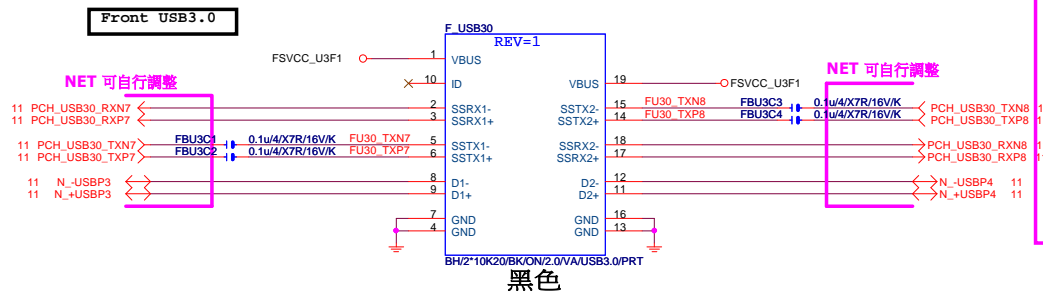 Front USB3.0
F_USB30
REV=1
FSVCC_U3F1
1
VBUS
10
ID
NET 可自行調整
11 PCH_USB30_RXN7
2
SSRX1-
11 PCH_USB30_RXP7
3
SSRX1+
FBU3C1
0.1u/4/X7R/16V/K
FU30_TXN7
11 PCH_USB30_TXN7
5
SSTX1-
FBU3C2
0.1u/4/X7R/16V/K
FU30_TXP7
11 PCH_USB30_TXP7
6
SSTX1+
11 N_-USBP3
8
D1-
11 N_+USBP3
9
D1+
7
GND
4
GND
VBUS
19
FSVCC_U3F1
NET 可自行調整
SSTX2-
15
FU30_TXN8
FBU3C3
0.1u/4/X7R/16V/K
PCH_USB30_TXN8
SSTX2+
14
FU30_TXP8
FBU3C4
0.1u/4/X7R/16V/K
PCH_USB30_TXP8
SSRX2-
18
PCH_USB30_RXN8
SSRX2+
17
PCH_USB30_RXP8
D2-
12
N_-USBP4 11
D2+
11
N_+USBP4 11
GND
16
GND
13
BH/2*10K20/BK/ON/2.0/VA/USB3.0/PRT
黑色